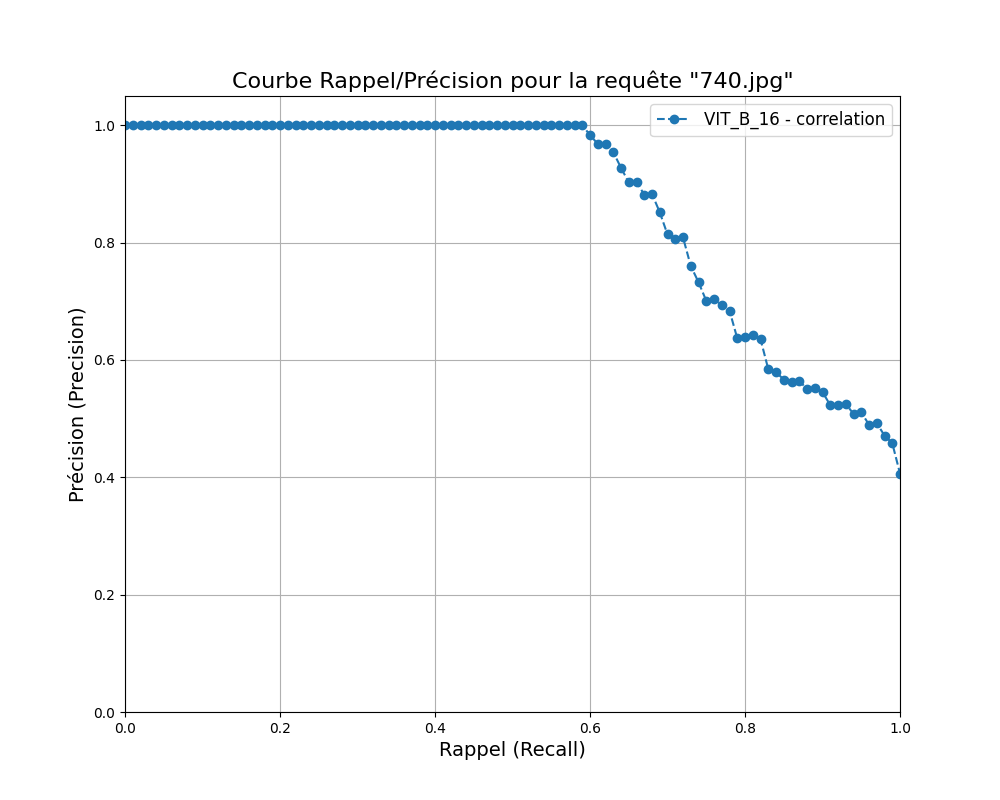 Courbe Rappel/Précision pour la requête "740.jpg"
VIT_B_16 - correlation
1.0
0.8
0.6
0.4
0.2
0.0
Précision (Precision)
0.0 0.2 0.4 0.6 0.8 1.0
Rappel (Recall)